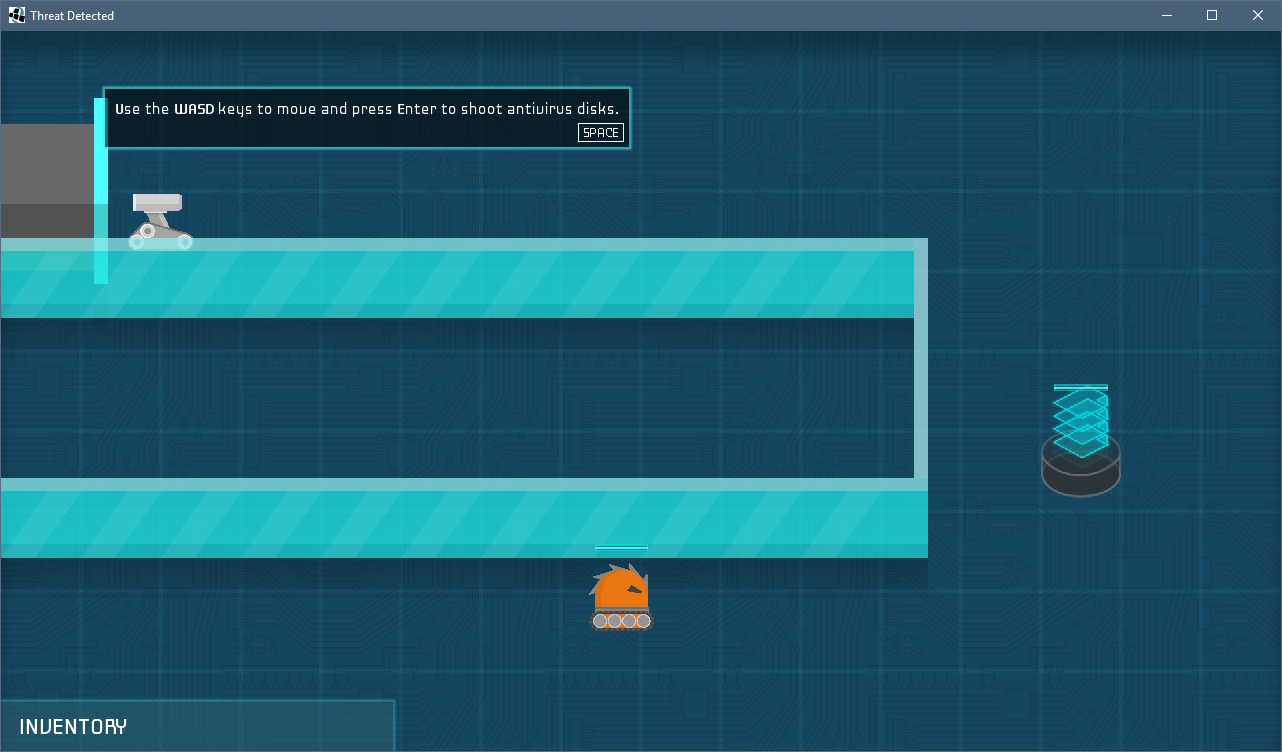 Threat Detected
Use the WASD keys to move and press Enter to shoot antivirus disks.
SPACE
INVENTORY